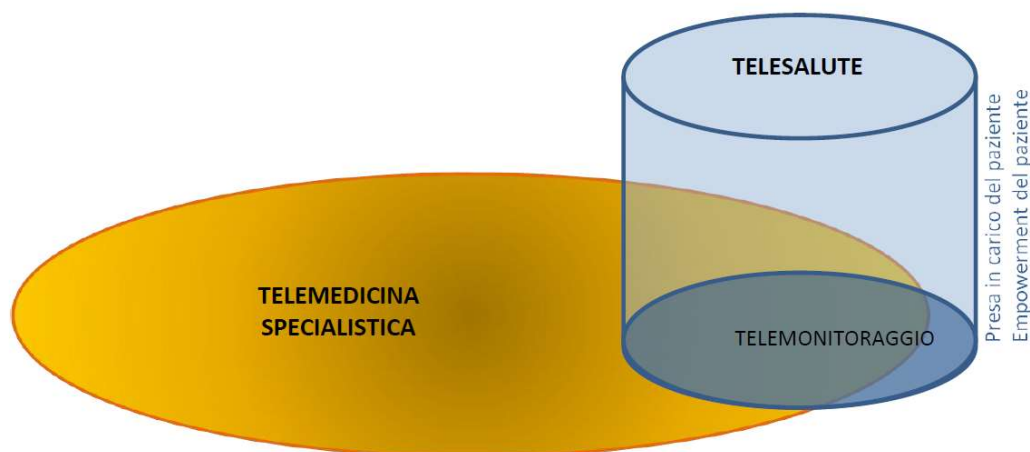 TELESALUTE
Presa in carico del paziente
Empowerment del paziente
TELEMEDICINA
SPECIALISTICA
TELEMONITORAGGIO